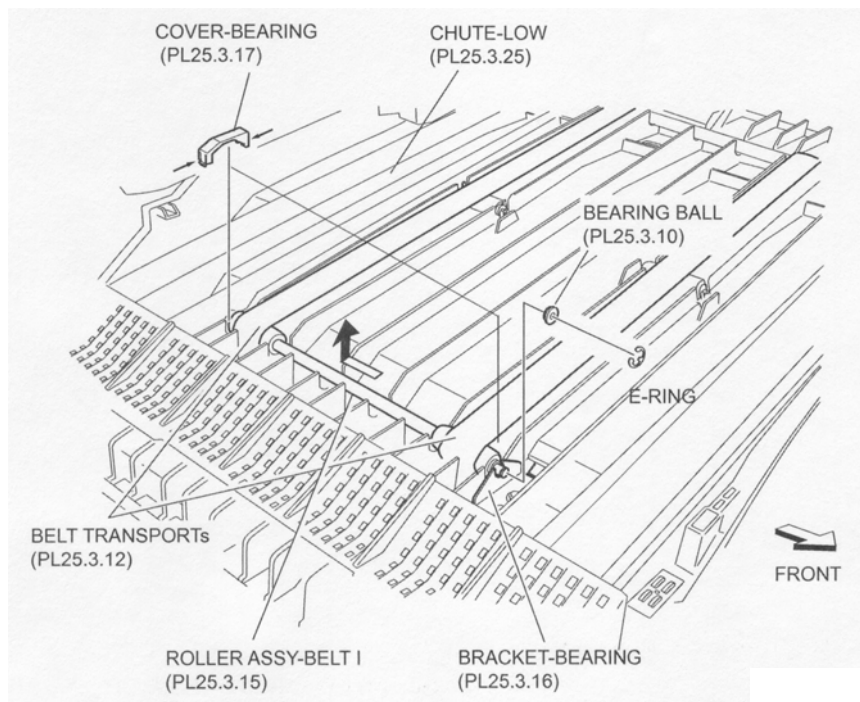 COVER-BEARING
(PL25.3.17)
CHUTE-LOW
(PL25.3.25)
BEARING BALL
(PL25.3.10)
E-RING
BELT TRANSPORTs
(PL25.3.12)
FRONT
ROLLER ASSY-BELT I
(PL25.3.15)
BRACKET-BEARING
(PL25.3.16)